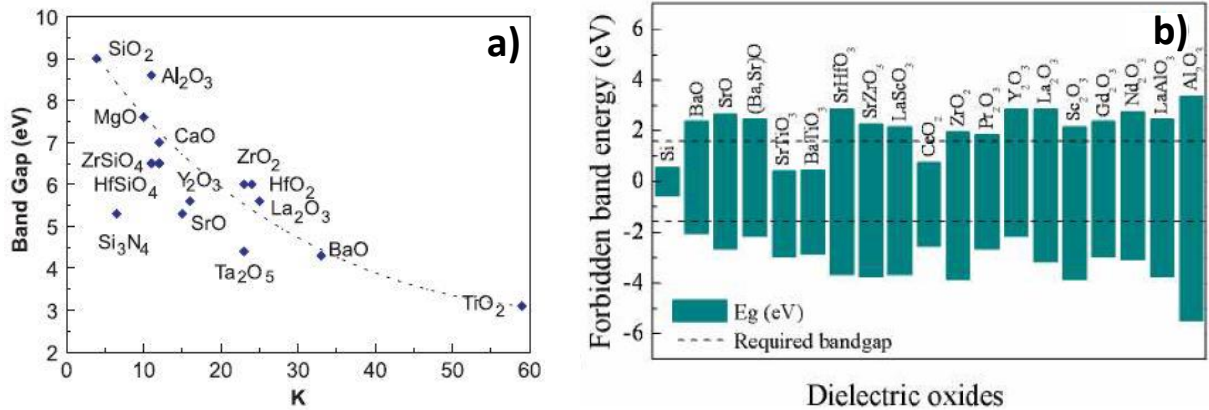 a)
10
9
8
7
6
5
4
3
2
Band Gap (eV)
SiO2
Al2O3
MgO
CaO
ZrSiO4
HfSiO4
ZrO2
HfO2
Y2O3
La2O3
SrO
Si3N4
Ta2O5
BaO
TiO2
0 10 20 30 40 50 60
K
b)
6
4
2
0
-2
-4
-6
Forbidden band energy (eV)
Si
BaO
SrO
(Ba,Sr)O
SrTiO3
BaTiO3
SrHfO3
SrZrO3
LaScO3
CeO2
ZrO2
Pr2O3
Y2O3
La2O3
Sc2O3
Gd2O3
Nd2O3
LaAlO3
Al2O3
Eg (eV)
Required bandgap
Dielectric oxides